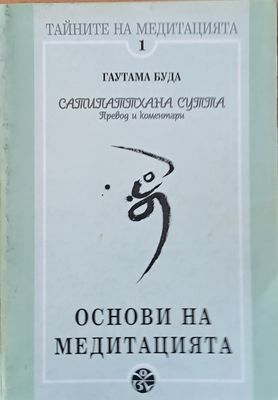 ТАЙНИТЕ НА МЕДИТАЦИЯТА
1
ГАУТАМА БУДА
САТИПАТТХАНА СУТТА
Превод и коментари
ОСНОВИ НА
МЕДИТАЦИЯТА